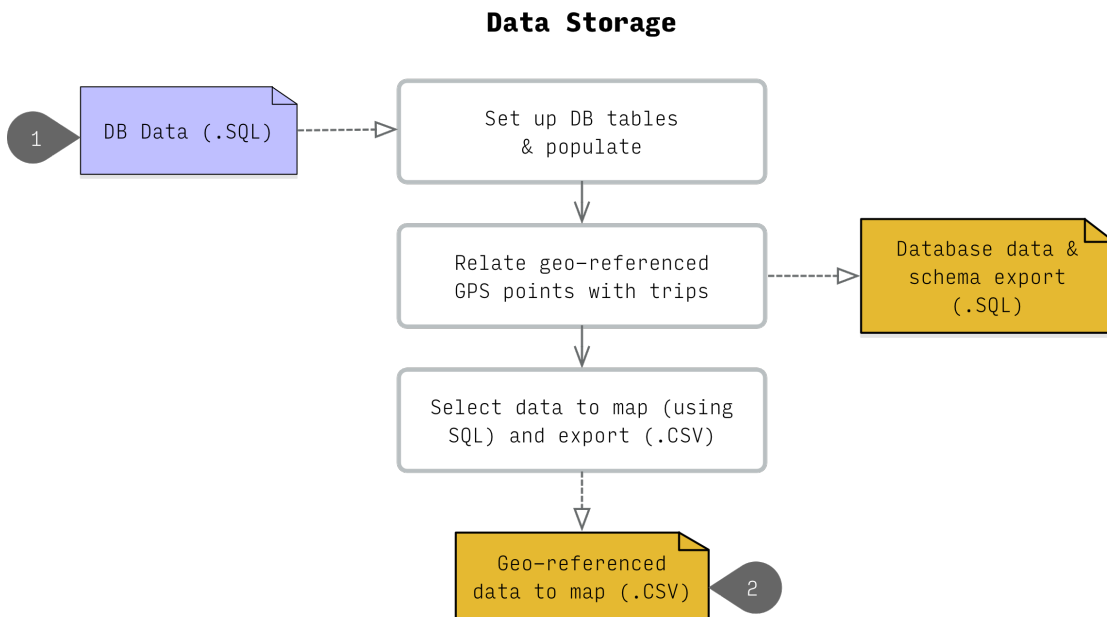 Data Storage
1
DB Data (.SQL)
Set up DB tables
& populate
Relate geo-referenced
GPS points with trips
Database data &
schema export
(.SQL)
Select data to map (using
SQL) and export (.CSV)
Geo-referenced
data to map (.CSV)
2